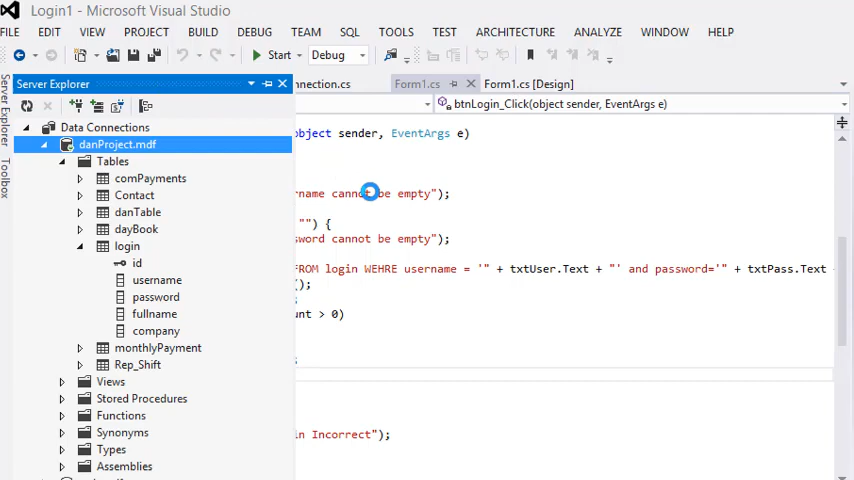 Login1 - Microsoft Visual Studio
FILE EDIT VIEW PROJECT BUILD DEBUG TEAM SQL TOOLS TEST ARCHITECTURE ANALYZE WINDOW HELP
Start Debug
Server Explorer
nnection.cs Form1.cs Form1.cs [Design]
btnLogin_Click(object sender, EventArgs e)
Server Explorer
Toolbox
Data Connections
danProject.mdf
Tables
comPayments
Contact
danTable
dayBook
login
id
username
password
fullname
company
monthlyPayment
Rep_Shift
Views
Stored Procedures
Functions
Synonyms
Types
Assemblies
object sender, EventArgs e)
rname cannot be empty");
"") {
sword cannot be empty");
FROM login WEHRE username = '" + txtUser.Text + "' and password='" + txtPass.Text +
();
unt > 0)
in Incorrect");